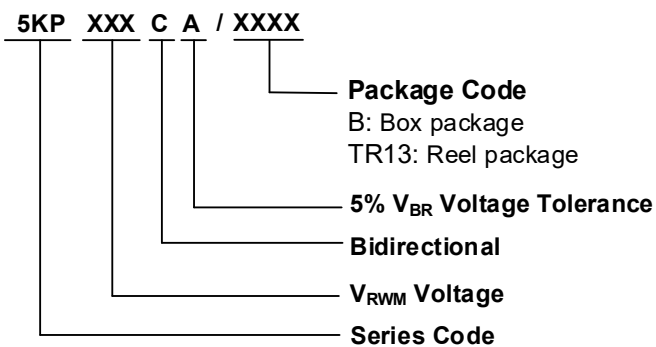 5KP XXX C A / XXXX
Package Code
B: Box package
TR13: Reel package
5% VBR Voltage Tolerance
Bidirectional
VRWM Voltage
Series Code